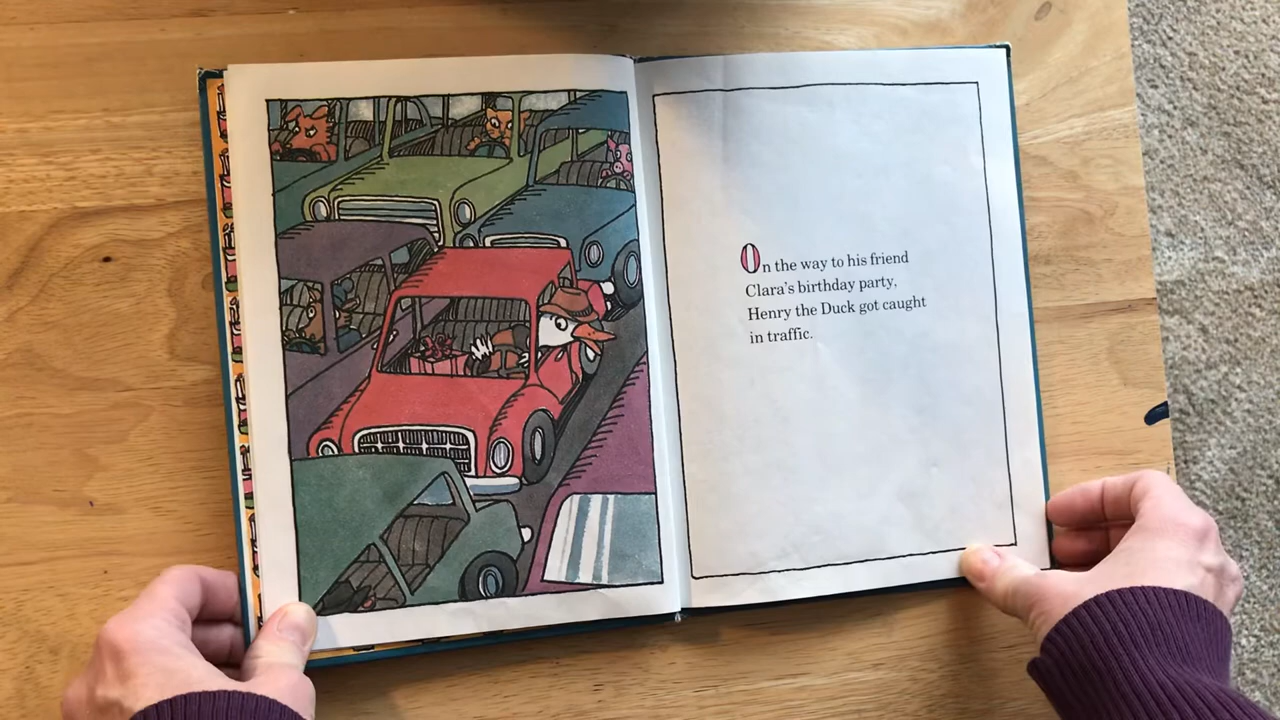 On the way to his friend
Clara's birthday party,
Henry the Duck got caught
in traffic.